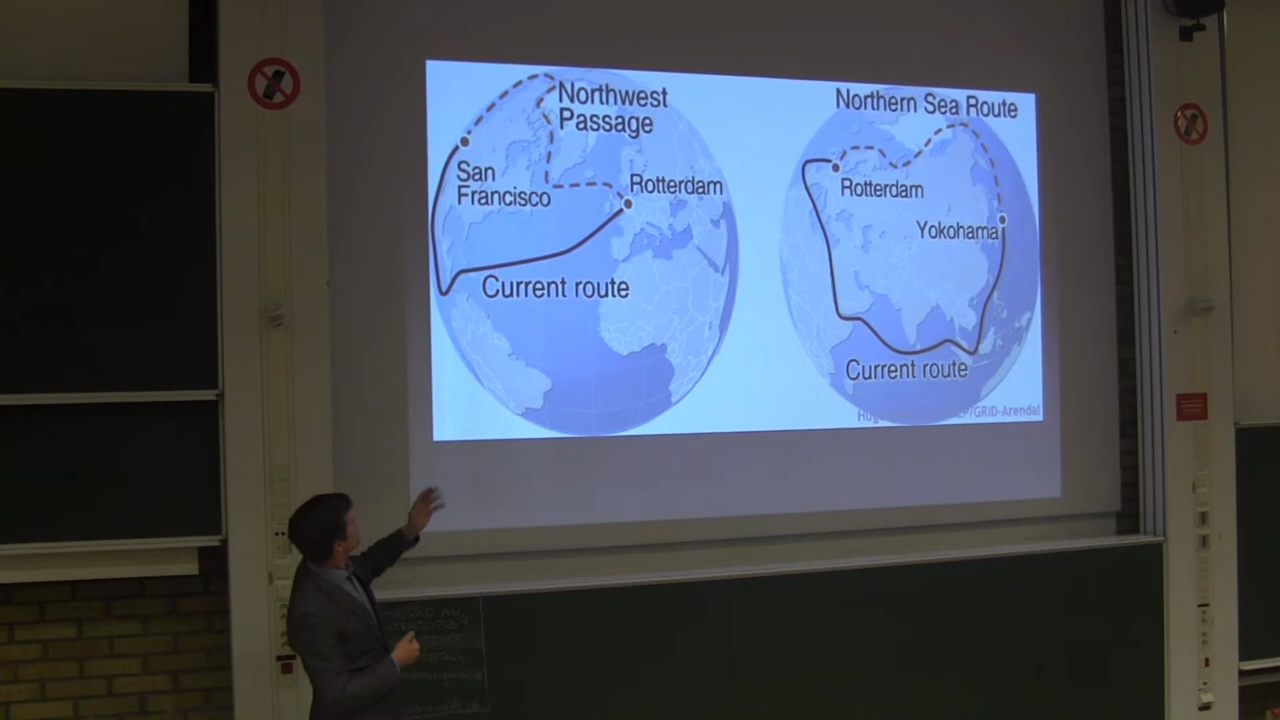 Northwest
Passage
San
Francisco
Rotterdam
Current route
Northern Sea Route
Rotterdam
Yokohama
Current route
/GRID-Arendal